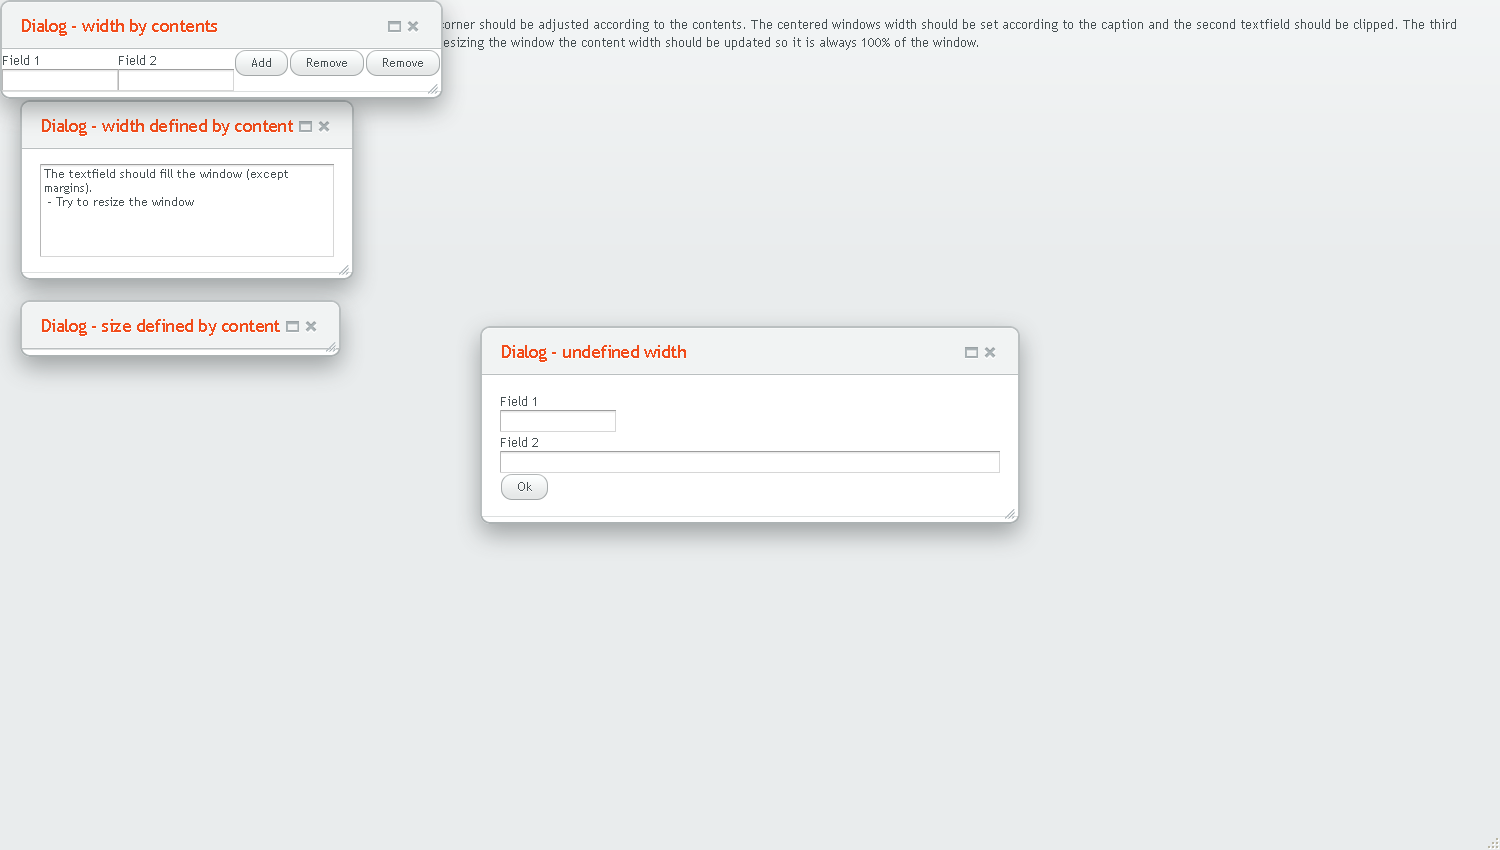 Dialog - width by contents
corner should be adjusted according to the contents. The centered windows width should be set according to the caption and the second textfield should be clipped. The third
esizing the window the content width should be updated so it is always 100% of the window.
Field 1 Field 2 Add Remove Remove
Dialog - width defined by content
The textfield should fill the window (except
margins).
- Try to resize the window
Dialog - size defined by content
Dialog - undefined width
Field 1
Field 2
Ok